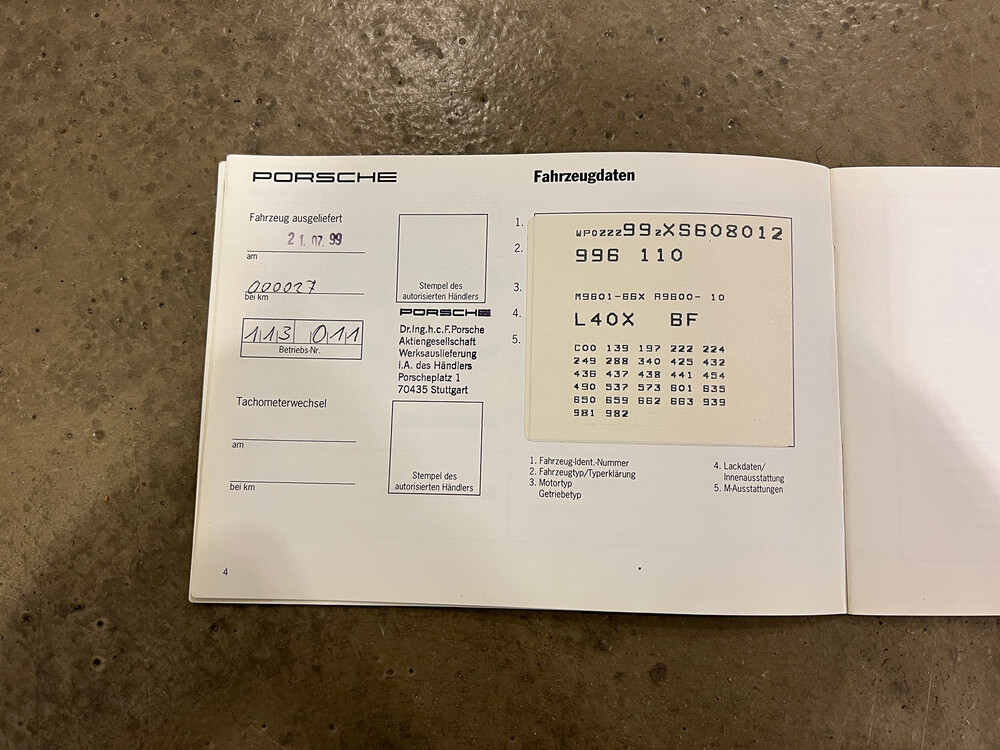 PORSCHE
Fahrzeug ausgeliefert
21.07.99
am
000027
bei km
113 011
Betriebs-Nr.
Tachometerwechsel
am
bei km
4
Stempel des
autorisierten Händlers
PORSCHE
Dr.Ing.h.c.F.Porsche
Aktiengesellschaft
Werksauslieferung
I.A. des Händlers
Porscheplatz 1
70435 Stuttgart
Stempel des
autorisierten Händlers
Fahrzeugdaten
1. WP0ZZZ99ZXS608012
2. 996 110
3. M9601-66X A9600- 10
4. L40X BF
5. C00 139 197 222 224
249 288 340 425 432
436 437 438 441 454
490 537 573 601 635
650 659 662 663 939
981 982
1. Fahrzeug-Ident.-Nummer
2. Fahrzeugtyp/Typerklärung
3. Motortyp
Getriebetyp
4. Lackdaten/
Innenausstattung
5. M-Ausstattungen